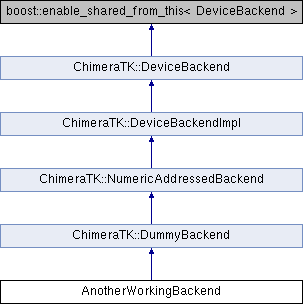 boost::enable_shared_from_this< DeviceBackend >
ChimeraTK::DeviceBackend
ChimeraTK::DeviceBackendImpl
ChimeraTK::NumericAddressedBackend
ChimeraTK::DummyBackend
AnotherWorkingBackend